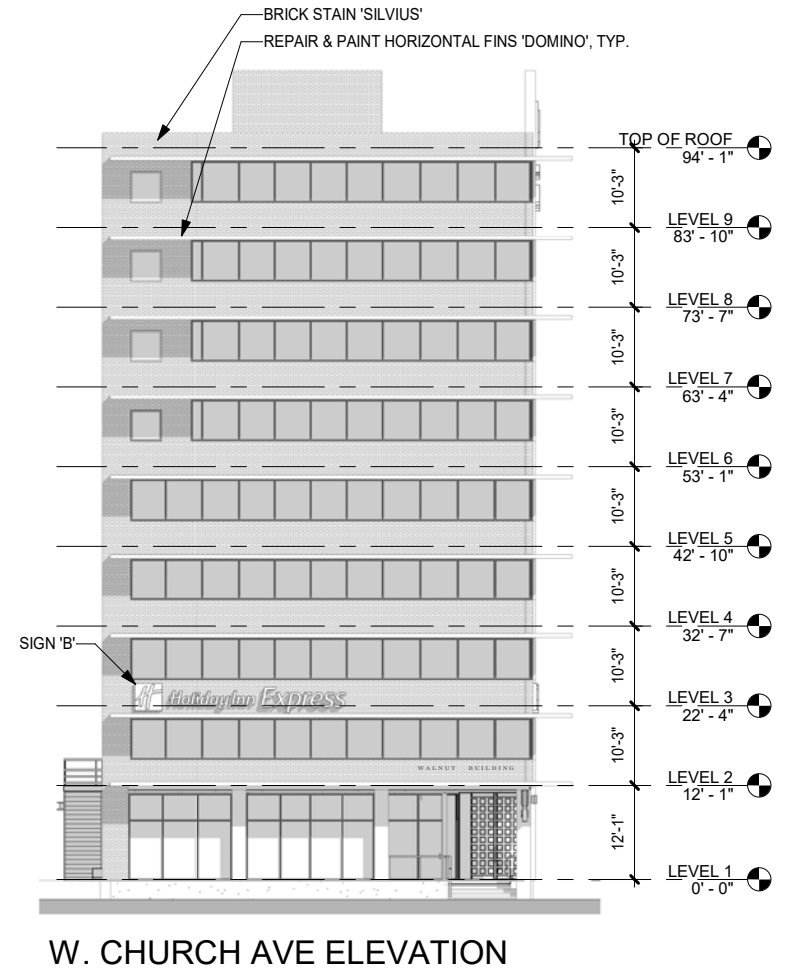 BRICK STAIN 'SILVIUS'
REPAIR & PAINT HORIZONTAL FINS 'DOMINO', TYP.
TOP OF ROOF
94' - 1"
10'-3"
LEVEL 9
83' - 10"
10'-3"
LEVEL 8
73' - 7"
10'-3"
LEVEL 7
63' - 4"
10'-3"
LEVEL 6
53' - 1"
10'-3"
LEVEL 5
42' - 10"
10'-3"
LEVEL 4
32' - 7"
SIGN 'B'
10'-3"
H Holiday Inn Express
LEVEL 3
22' - 4"
10'-3"
WALNUT BUILDING
LEVEL 2
12' - 1"
12'-1"
LEVEL 1
0' - 0"
W. CHURCH AVE ELEVATION